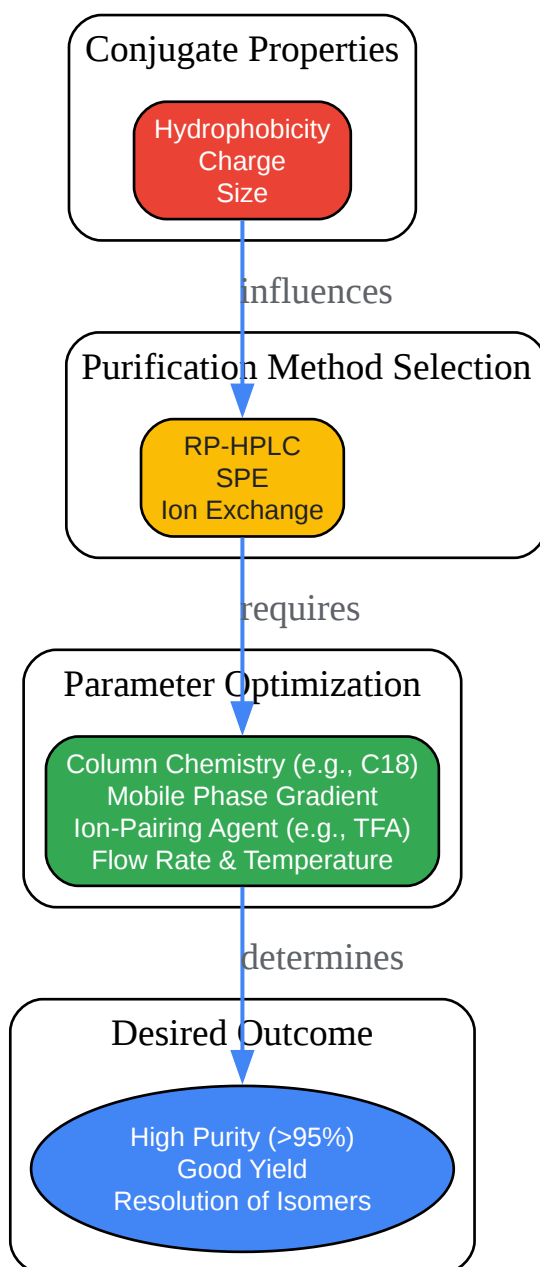 Conjugate Properties
Hydrophobicity
Charge
Size
influences
Purification Method Selection
RP-HPLC
SPE
Ion Exchange
requires
Parameter Optimization
Column Chemistry (e.g., C18)
Mobile Phase Gradient
Ion-Pairing Agent (e.g., TFA)
Flow Rate & Temperature
determines
Desired Outcome
High Purity (>95%)
Good Yield
Resolution of Isomers